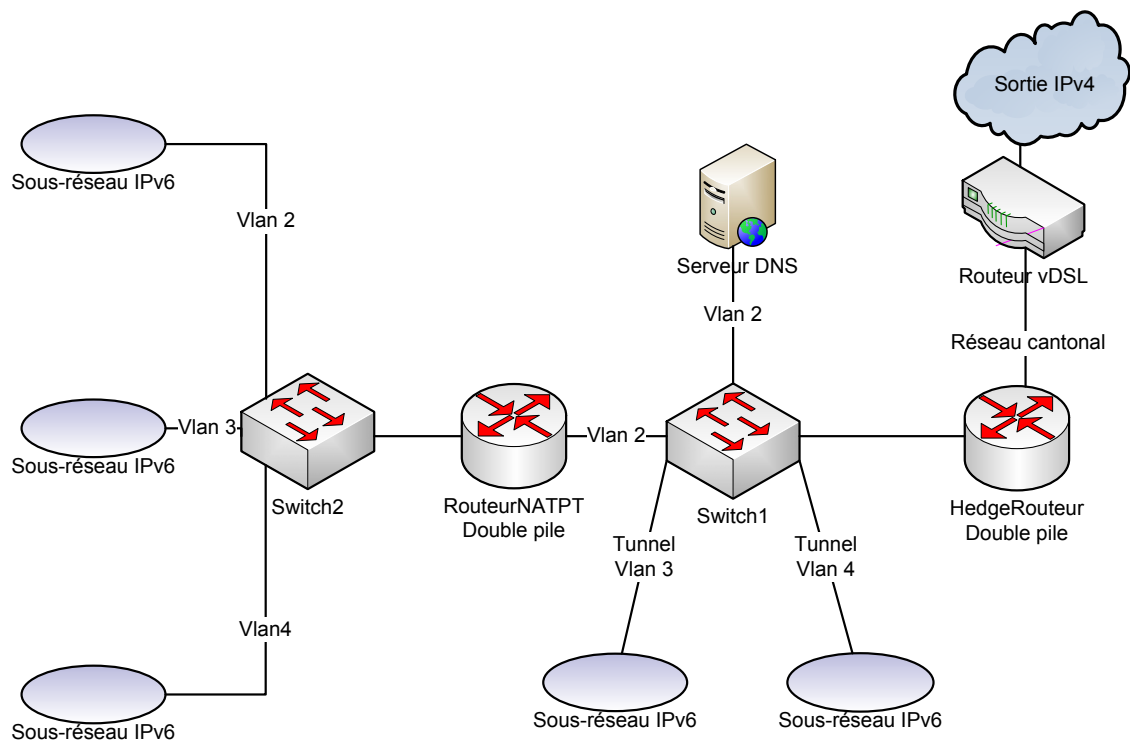 Sortie IPv4
Sous-réseau IPv6
Vlan 2
Serveur DNS
Routeur vDSL
Vlan 2
Réseau cantonal
Vlan 3
Vlan 2
Sous-réseau IPv6
Switch2
RouteurNATPT
Double pile
Switch1
HedgeRouteur
Double pile
Tunnel
Vlan 3
Tunnel
Vlan 4
Vlan4
Sous-réseau IPv6
Sous-réseau IPv6
Sous-réseau IPv6